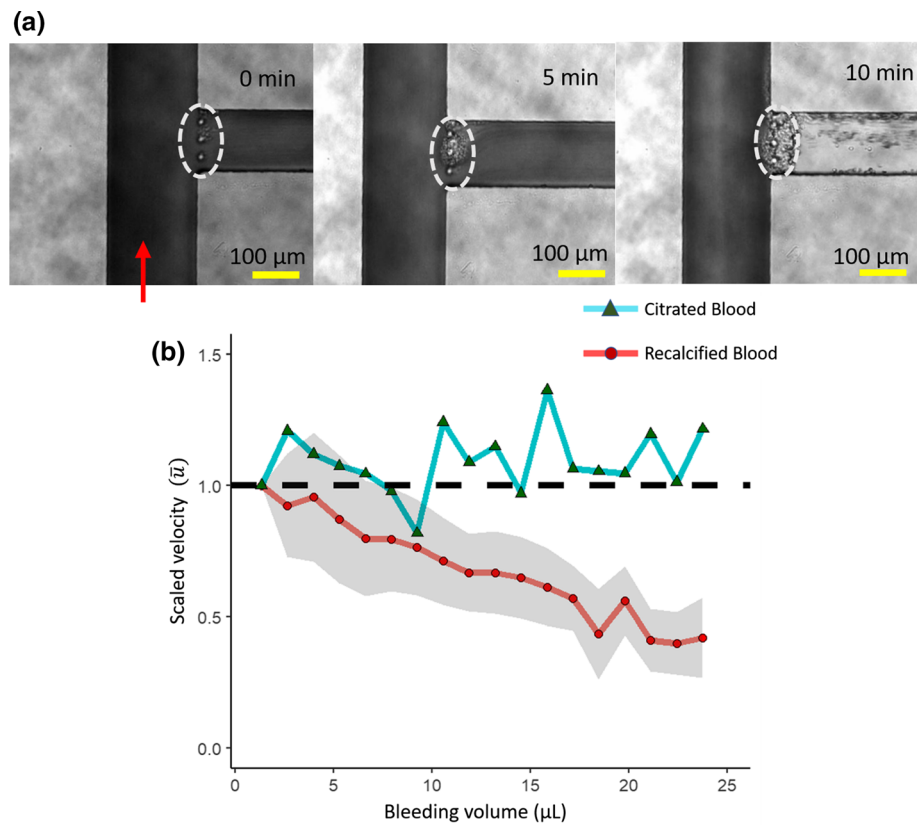 (a)
0 min
5 min
10 min
100 μm
100 μm
100 μm
Citrated Blood
Recalcified Blood
(b)
1.5
1.0
0.5
0.0
Scaled velocity (u̅)
0
5
10
15
20
25
Bleeding volume (μL)